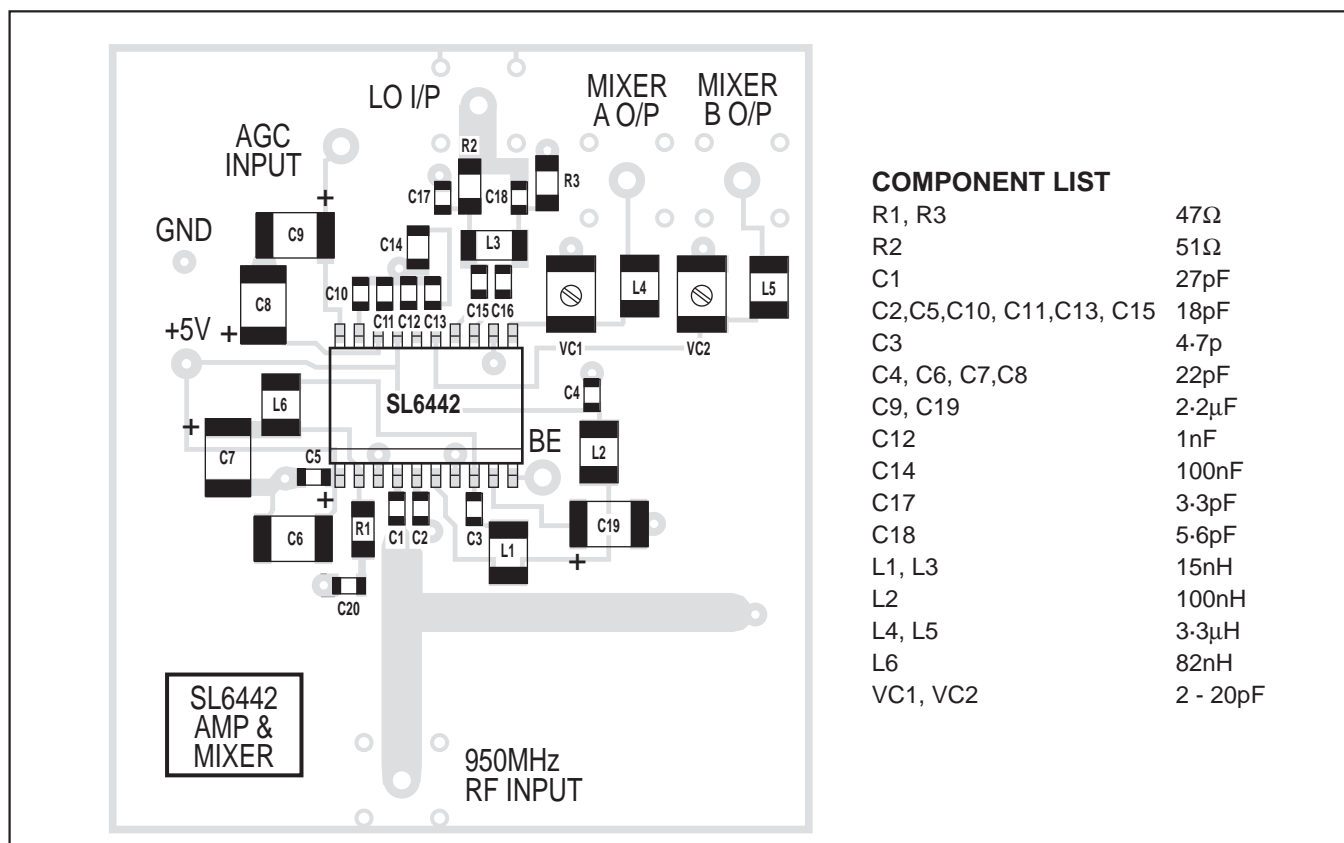 LO I/P
MIXER
A O/P
MIXER
B O/P
AGC
INPUT
R2
R3
C17
C18
+
C9
GND
C14
L3
L4
L5
C8
C10
C11
C12
C13
C15
C16
+
+5V
VC1
VC2
SL6442
C4
L6
+
BE
L2
C7
C5
+
C6
R1
C1
C2
C3
L1
C19
+
C20
SL6442
AMP &
MIXER
950MHz
RF INPUT
COMPONENT LIST
R1, R3 47Ω
R2 51Ω
C1 27pF
C2,C5,C10, C11,C13, C15 18pF
C3 4·7p
C4, C6, C7,C8 22pF
C9, C19 2·2µF
C12 1nF
C14 100nF
C17 3·3pF
C18 5·6pF
L1, L3 15nH
L2 100nH
L4, L5 3·3µH
L6 82nH
VC1, VC2 2 - 20pF